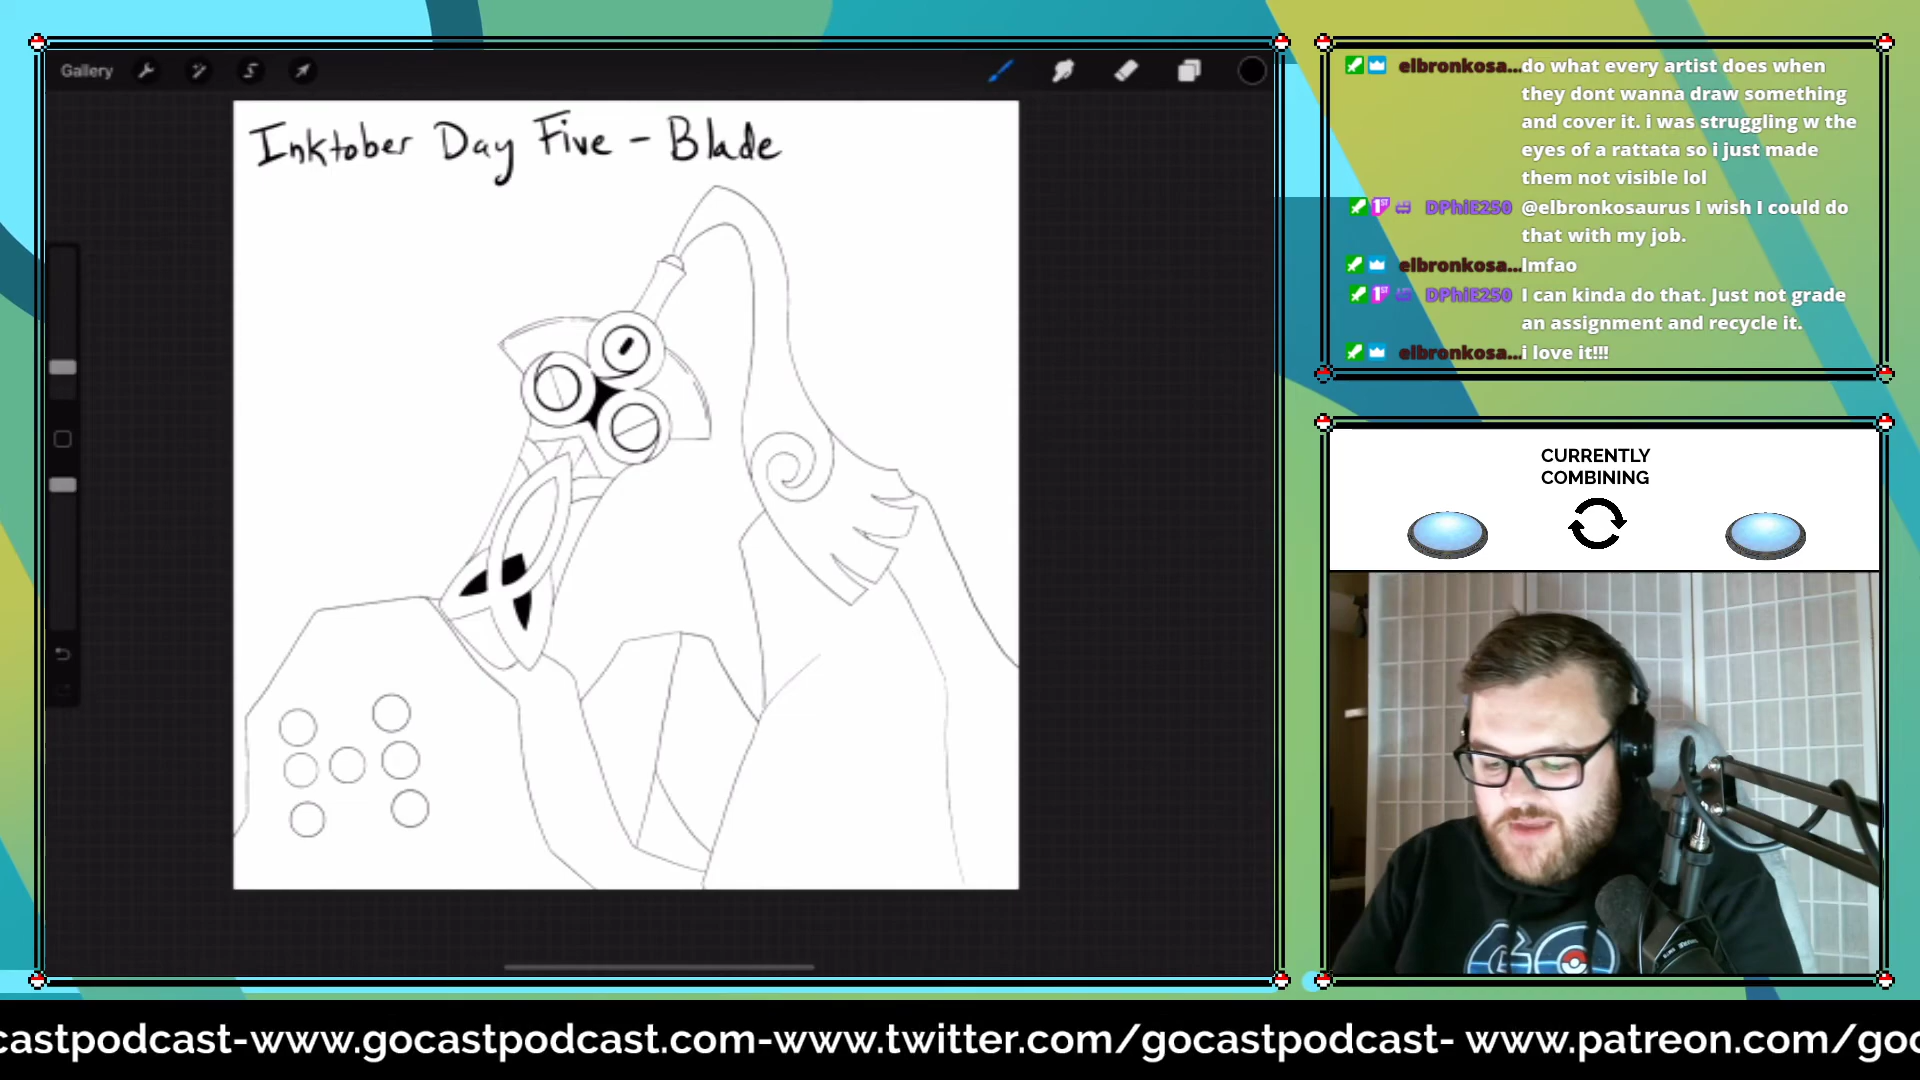 Gallery
Inktober Day Five - Blade
elbronkosa... do what every artist does when
they dont wanna draw something
and cover it. i was struggling w the
eyes of a rattata so i just made
them not visible lol
DPhiE250 @elbronkosaurus I wish I could do
that with my job.
elbronkosa... lmfao
DPhiE250 I can kinda do that. Just not grade
an assignment and recycle it.
elbronkosa... i love it!!!
CURRENTLY
COMBINING
GO
castpodcast-www.gocastpodcast.com-www.twitter.com/gocastpodcast- www.patreon.com/goc